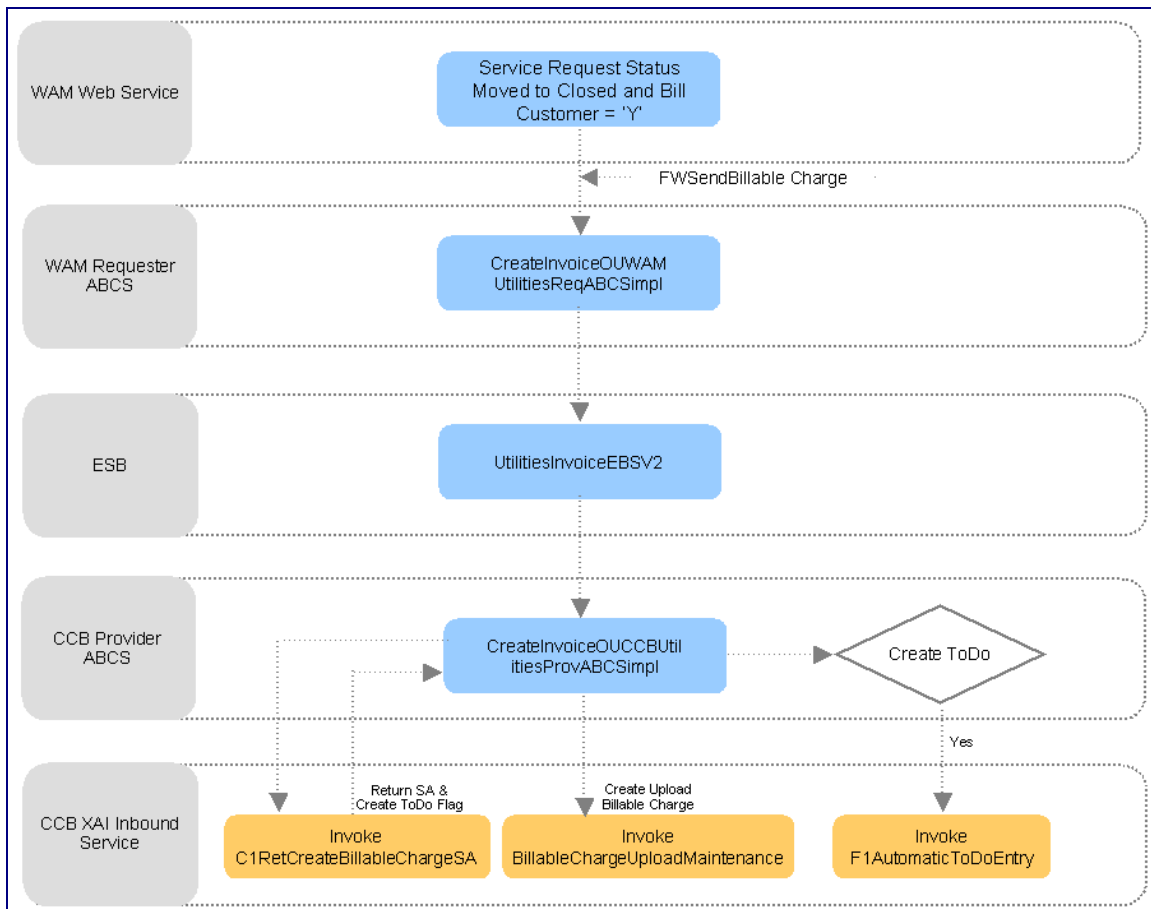 WAM Web Service
Service Request Status
Moved to Closed and Bill
Customer = 'Y'
FWSendBillable Charge
WAM Requester
ABCS
CreateInvoiceOUWAM
UtilitiesReqABCSimpl
ESB
UtilitiesInvoiceEBSV2
CCB Provider
ABCS
CreateInvoiceOUCCBUtil
itiesProvABCSimpl
Create ToDo
Yes
Return SA &
Create ToDo Flag
Create Upload
Billable Charge
CCB XAI Inbound
Service
Invoke
C1RetCreateBillableChargeSA
Invoke
BillableChargeUploadMaintenance
Invoke
F1AutomaticToDoEntry